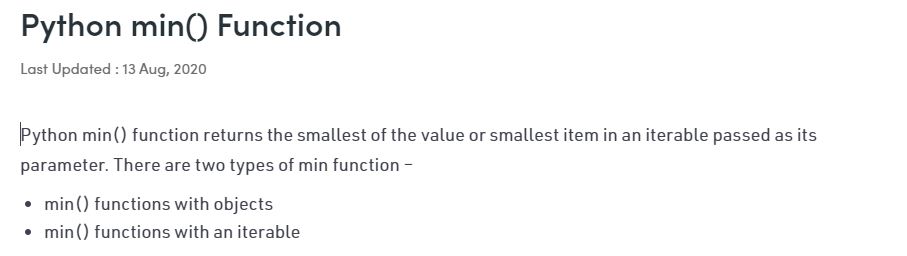 Python min() Function
Last Updated : 13 Aug, 2020
Python min() function returns the smallest of the value or smallest item in an iterable passed as its
parameter. There are two types of min function –
• min() functions with objects
• min() functions with an iterable